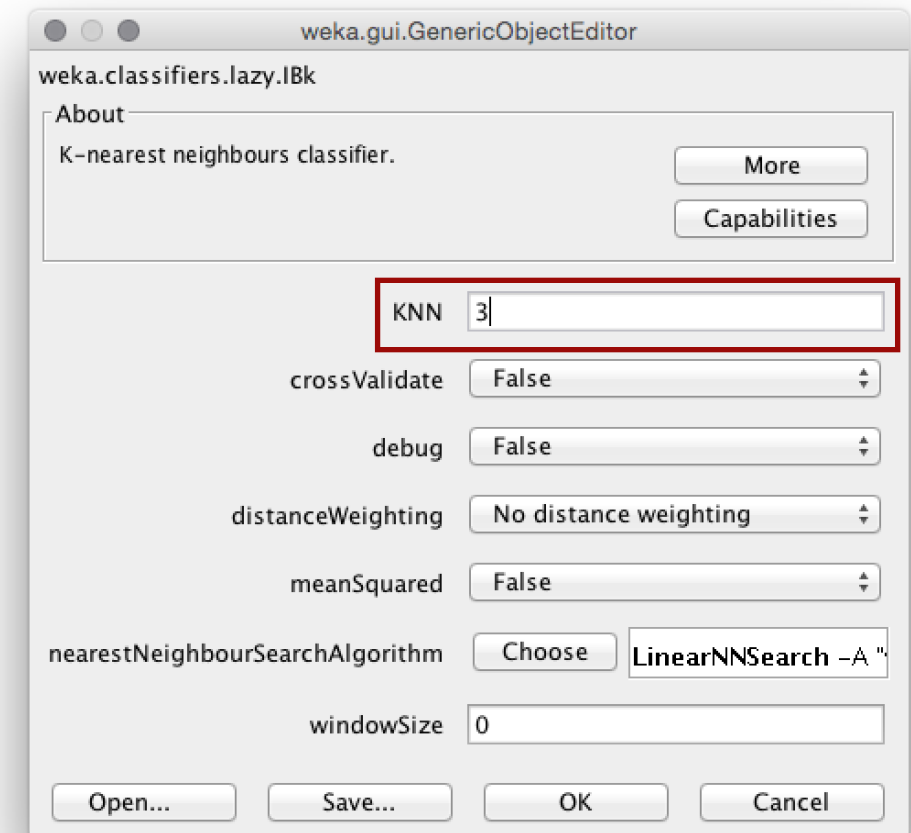 weka.gui.GenericObjectEditor
weka.classifiers.lazy.IBk
About
K-nearest neighbours classifier.
More
Capabilities
KNN 3
crossValidate False
debug False
distanceWeighting No distance weighting
meanSquared False
nearestNeighbourSearchAlgorithm Choose LinearNNSearch -A "
windowSize 0
Open... Save... OK Cancel